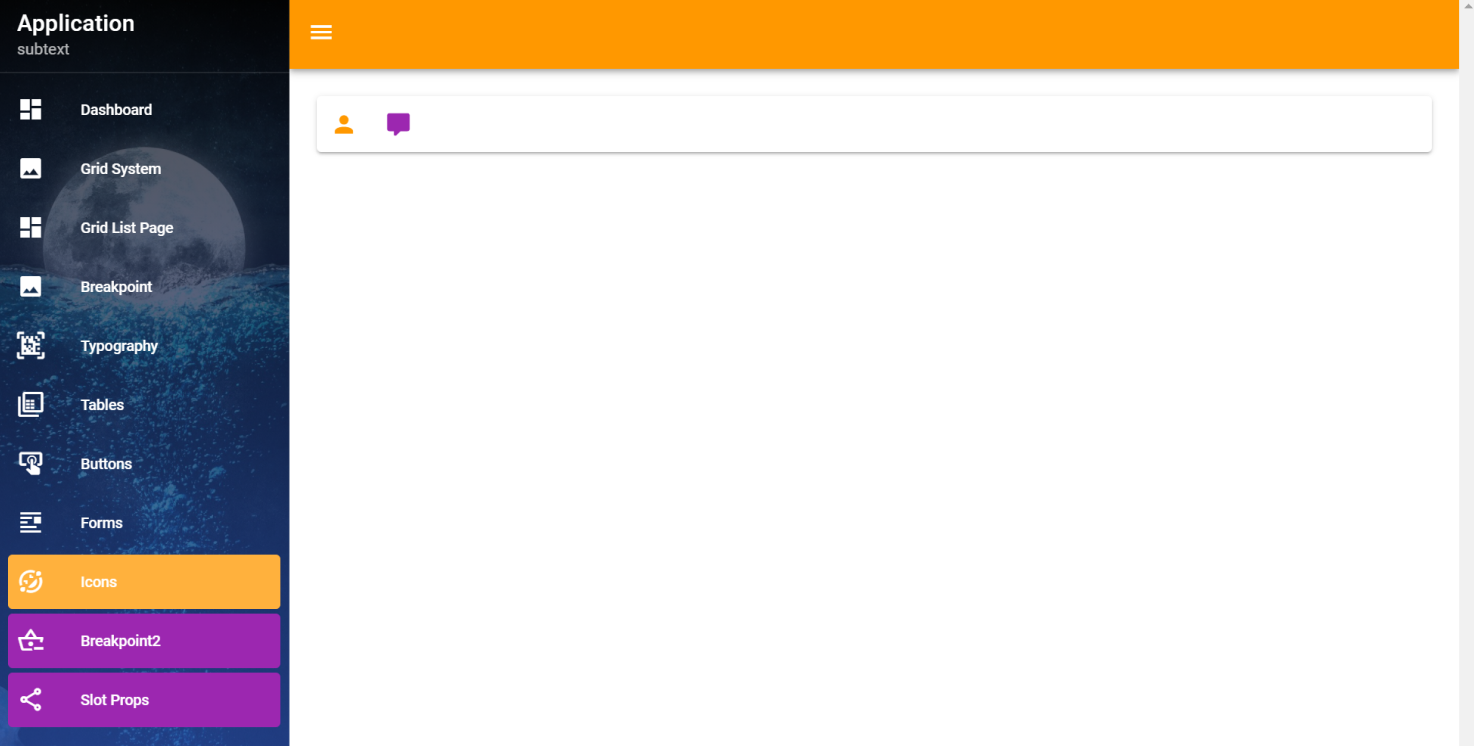 Application
subtext
Dashboard
Grid System
Grid List Page
Breakpoint
Typography
Tables
Buttons
Forms
Icons
Breakpoint2
Slot Props